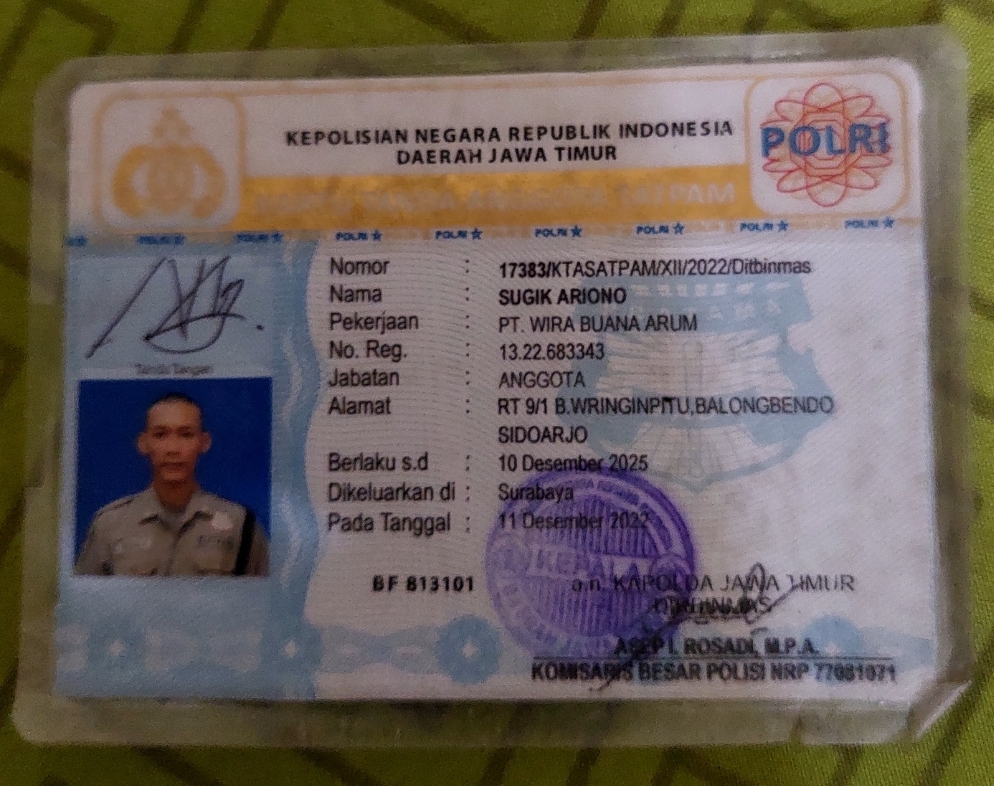 KEPOLISIAN NEGARA REPUBLIK INDONESIA
DAERAH JAWA TIMUR
POLRI
KARTU TANDA ANGGOTA SATPAM
POLRI POLRI POLRI POLRI POLRI POLRI POLRI POLRI
Nomor : 17383/KTASATPAM/XII/2022/Ditbinmas
Nama : SUGIK ARIONO
Pekerjaan : PT. WIRA BUANA ARUM
No. Reg. : 13.22.683343
Jabatan : ANGGOTA
Alamat : RT 9/1 B.WRINGINPITU,BALONGBENDO
SIDOARJO
Berlaku s.d : 10 Desember 2025
Dikeluarkan di : Surabaya
Pada Tanggal : 11 Desember 2022
Tanda Tangan
BF 813101
KEPALA
a.n. KAPOLDA JAWA TIMUR
DIRBINMAS
ASEP I. ROSADI, M.P.A.
KOMISARIS BESAR POLISI NRP 77081071